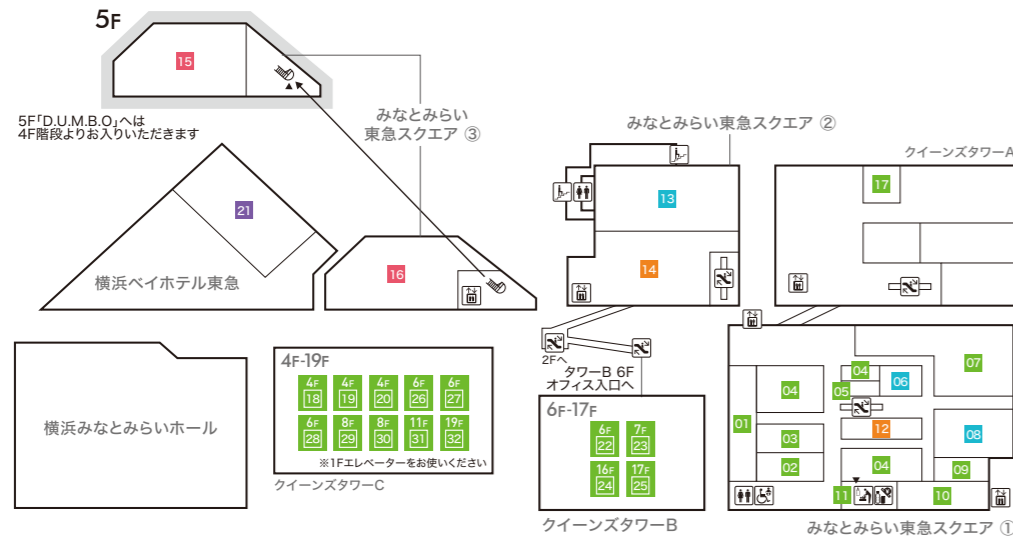 5F
15
5F「D.U.M.B.O」へは
4F階段よりお入りいただきます
みなとみらい
東急スクエア ③
みなとみらい東急スクエア ②
クイーンズタワーA
21
横浜ベイホテル東急
16
13
14
17
2Fへ
タワーB 6F
オフィス入口へ
横浜みなとみらいホール
4F-19F
4F 4F 4F 6F 6F
18 19 20 26 27
6F 8F 8F 11F 19F
28 29 30 31 32
※1Fエレベーターをお使いください
クイーンズタワーC
6F-17F
6F 7F
22 23
16F 17F
24 25
クイーンズタワーB
07
04
06
04
05
01
12
03
08
02
04
09
11
10
みなとみらい東急スクエア ①